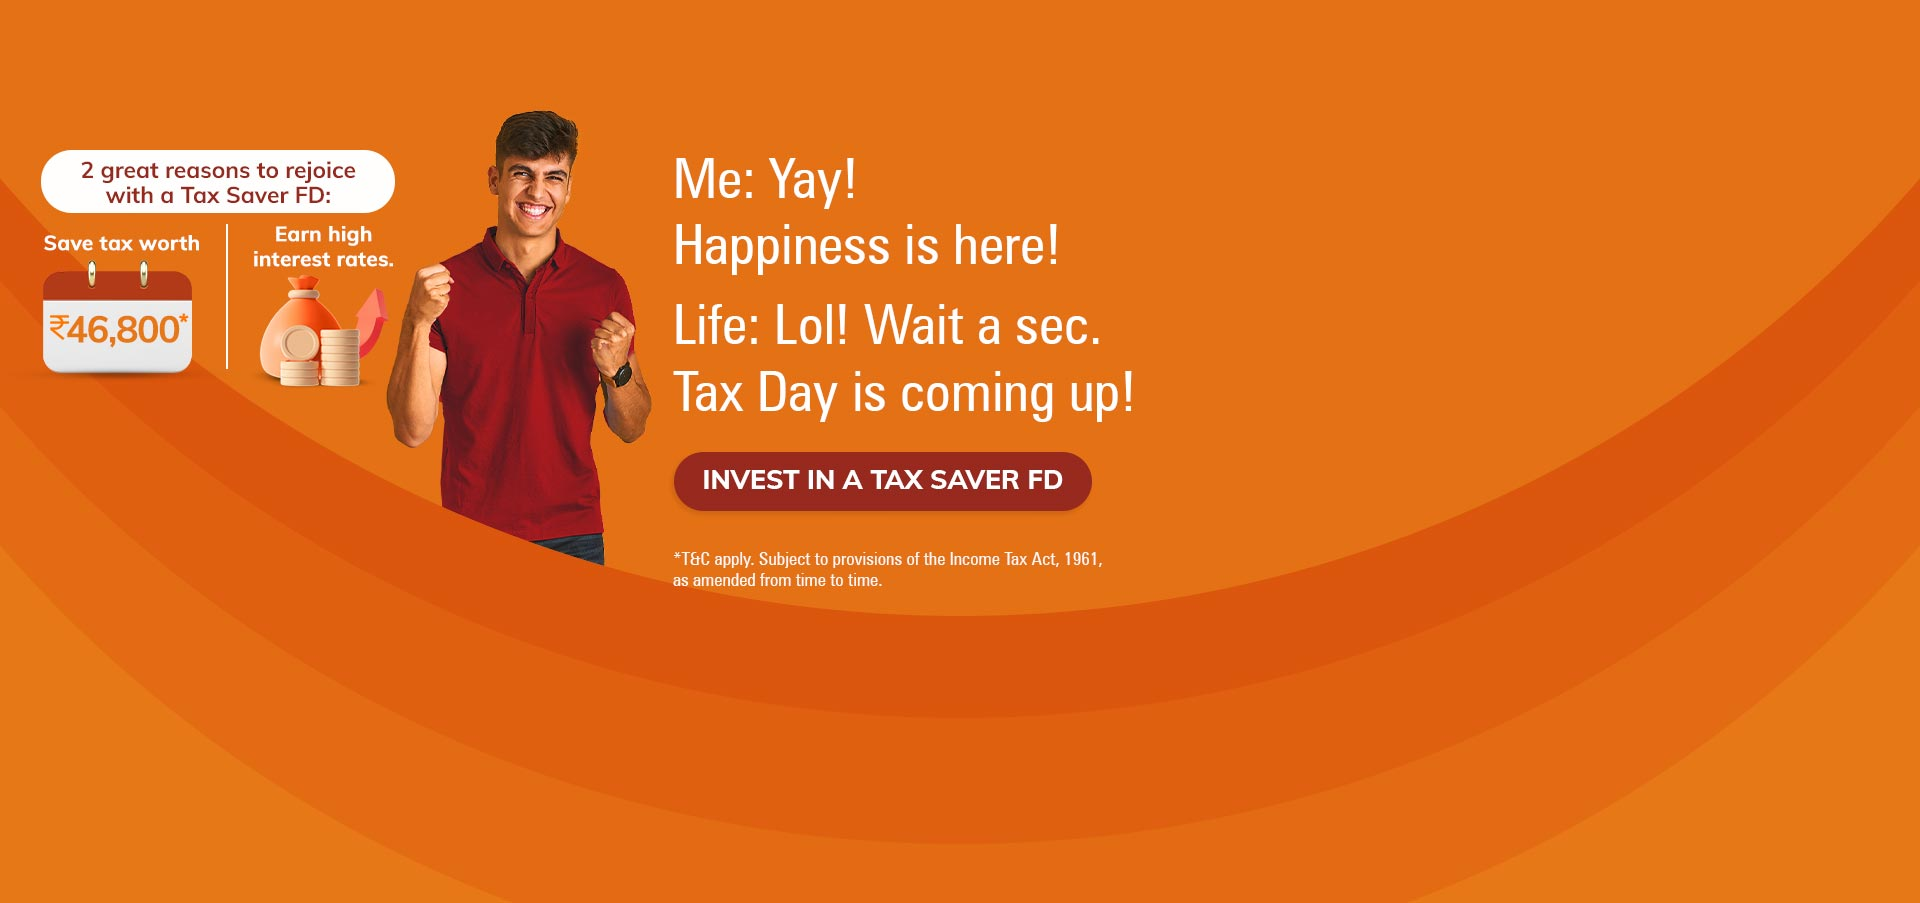 2 great reasons to rejoice
with a Tax Saver FD:
Save tax worth
₹46,800*
Earn high
interest rates.
Me: Yay!
Happiness is here!
Life: Lol! Wait a sec.
Tax Day is coming up!
INVEST IN A TAX SAVER FD
*T&C apply. Subject to provisions of the Income Tax Act, 1961,
as amended from time to time.